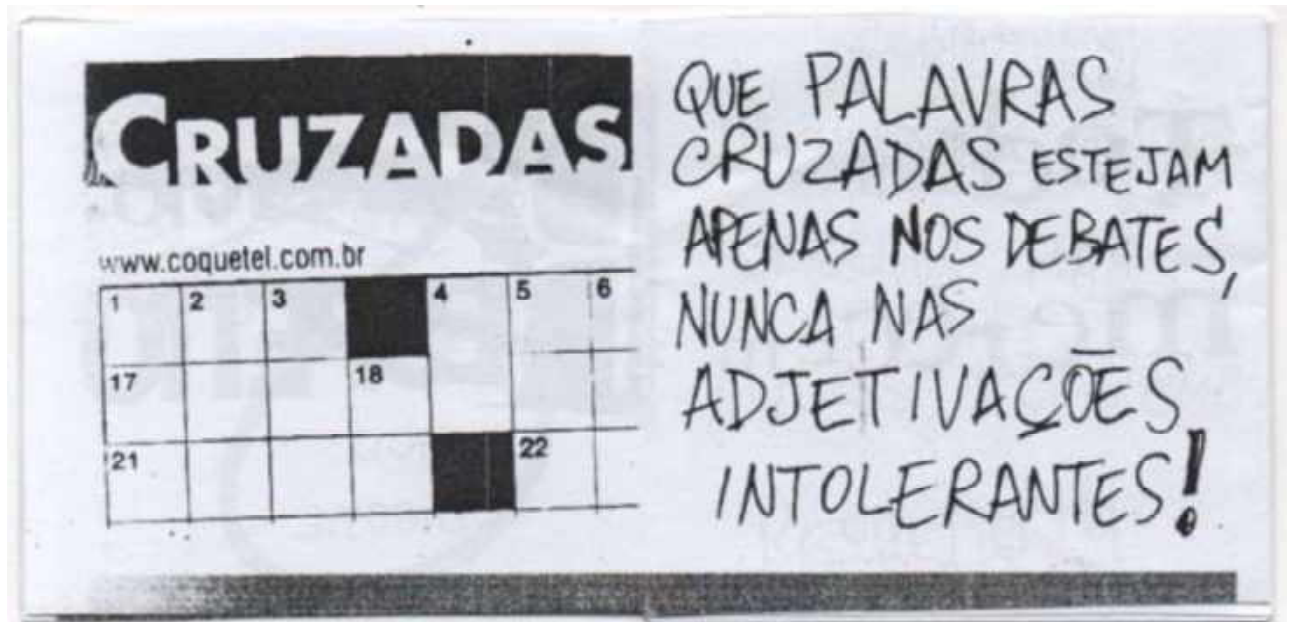 CRUZADAS
www.coquetel.com.br
1 2 3 4 5 6
17 18
21 22
QUE PALAVRAS
CRUZADAS ESTEJAM
APENAS NOS DEBATES,
NUNCA NAS
ADJETIVAÇÕES
INTOLERANTES!